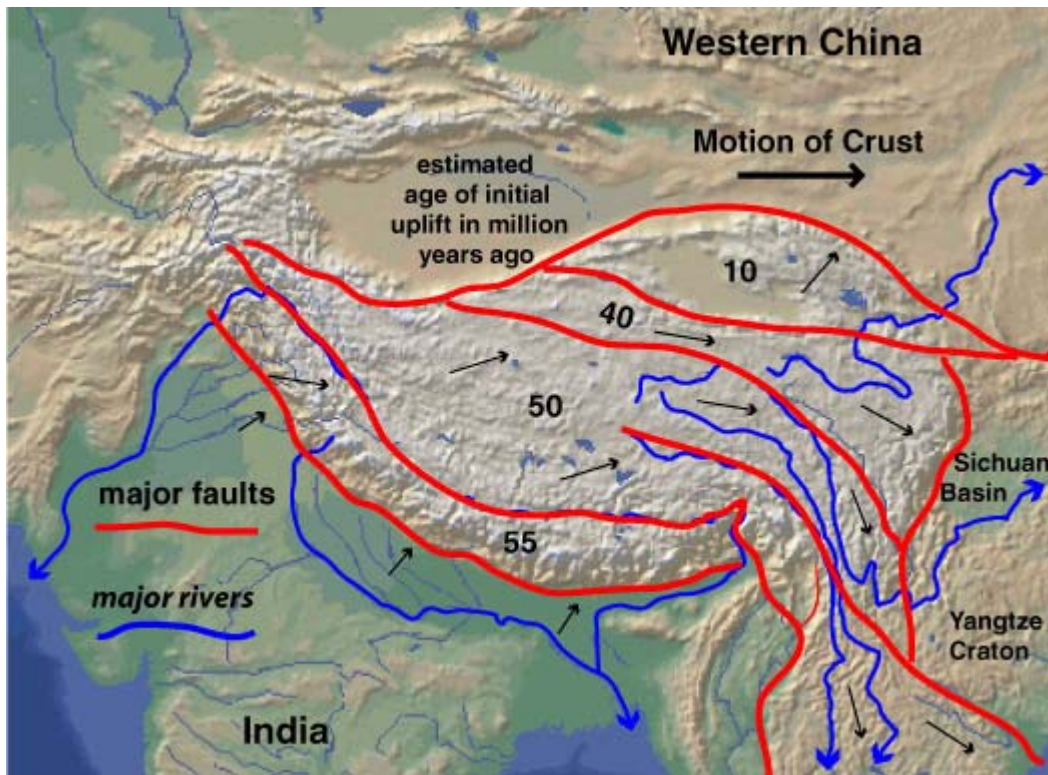 Western China
Motion of Crust
estimated
age of initial
uplift in million
years ago
10
40
50
55
major faults
major rivers
India
Sichuan
Basin
Yangtze
Craton